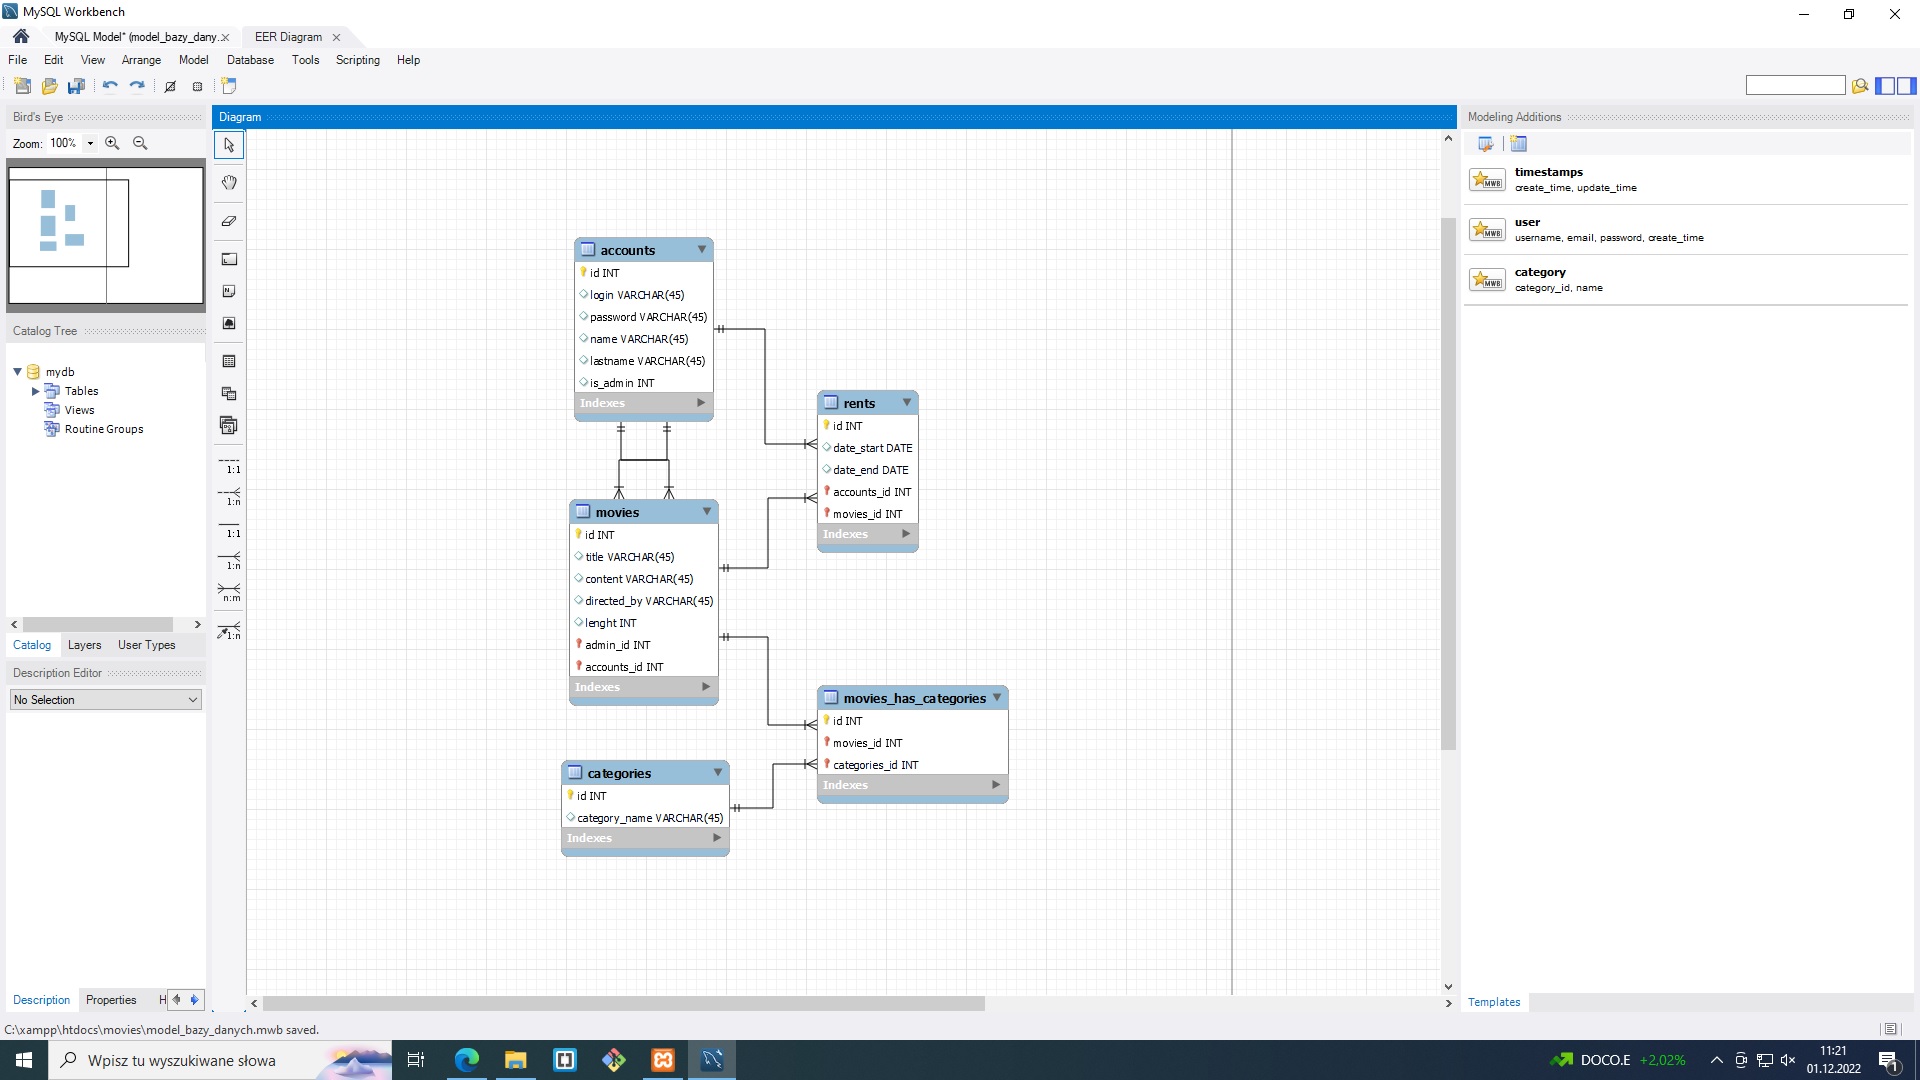 MySQL Workbench
MySQL Model* (model_bazy_dany.
EER Diagram
File Edit View Arrange Model Database Tools Scripting Help
Bird's Eye
Zoom: 100%
Catalog Tree
mydb
Tables
Views
Routine Groups
Catalog Layers User Types
Description Editor
No Selection
Description Properties H
Diagram
1:1
1:n
1:1
1:n
n:m
1:n
accounts
id INT
login VARCHAR(45)
password VARCHAR(45)
name VARCHAR(45)
lastname VARCHAR(45)
is_admin INT
Indexes
rents
id INT
date_start DATE
date_end DATE
accounts_id INT
movies_id INT
Indexes
movies
id INT
title VARCHAR(45)
content VARCHAR(45)
directed_by VARCHAR(45)
lenght INT
admin_id INT
accounts_id INT
Indexes
movies_has_categories
id INT
movies_id INT
categories_id INT
Indexes
categories
id INT
category_name VARCHAR(45)
Indexes
Modeling Additions
timestamps
create_time, update_time
user
username, email, password, create_time
category
category_id, name
MWB
MWB
MWB
Templates
C:\xampp\htdocs\movies\model_bazy_danych.mwb saved.
Wpisz tu wyszukiwane słowa
DOCO.E +2,02%
11:21
01.12.2022
1